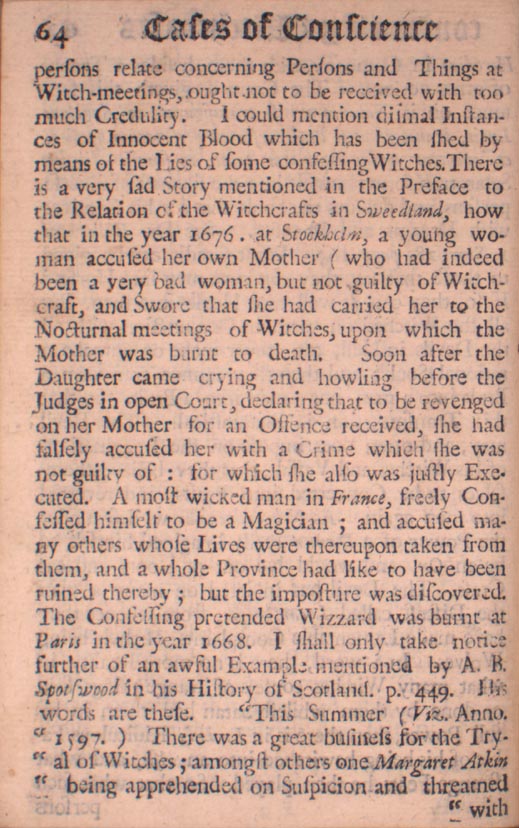 64 Caſes of Conſcience
perſons relate concerning Perſons and Things at
Witch-meetings, ought not to be received with too
much Credulity. I could mention diſmal Inſtan-
ces of Innocent Blood which has been ſhed by
means of the Lies of ſome confeſſing Witches. There
is a very ſad Story mentioned in the Preface to
the Relation of the Witchcrafts in Sweedland, how
that in the year 1676. at Stockholm, a young wo-
man accuſed her own Mother (who had indeed
been a very bad woman, but not guilty of Witch-
craft, and Swore that ſhe had carried her to the
Nocturnal meetings of Witches, upon which the
Mother was burnt to death. Soon after the
Daughter came crying and howling before the
Judges in open Court, declaring that to be revenged
on her Mother for an Offence received, ſhe had
falſely accuſed her with a Crime which ſhe was
not guilty of : for which ſhe alſo was juſtly Exe-
cuted. A moſt wicked man in France, freely Con-
feſſed himſelf to be a Magician ; and accuſed ma-
ny others whoſe Lives were thereupon taken from
them, and a whole Province had like to have been
ruined thereby ; but the impoſture was diſcovered.
The Confeſſing pretended Wizzard was burnt at
Paris in the year 1668. I ſhall only take notice
further of an awful Example mentioned by A. B.
Spotſwood in his Hiſtory of Scotland. p. 449. His
words are theſe. “This Summer (Viz. Anno.
“ 1597. ) There was a great buſineſs for the Try-
“ al of Witches ; amongſt others one Margaret Atkin
“ being apprehended on Suſpicion and threatned
“ with